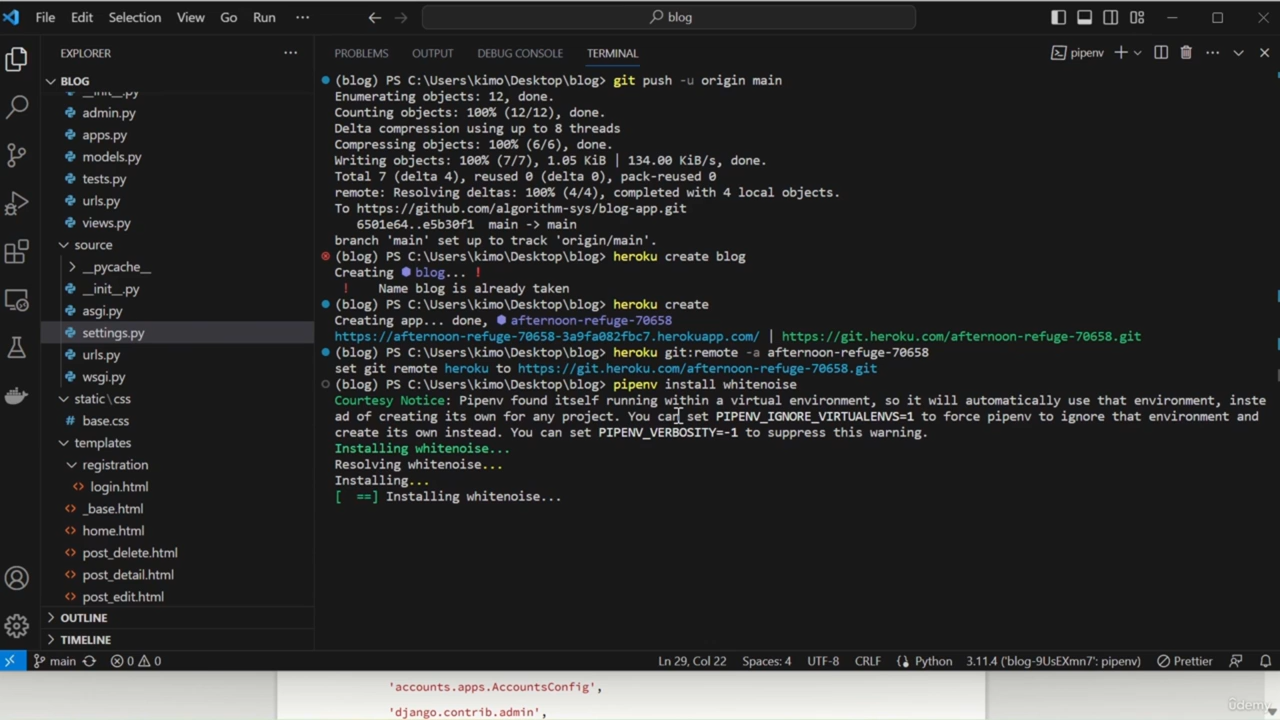 File Edit Selection View Go Run ··· blog
EXPLORER ···
BLOG
__init__.py
admin.py
apps.py
models.py
tests.py
urls.py
views.py
source
__pycache__
__init__.py
asgi.py
settings.py
urls.py
wsgi.py
static\css
base.css
templates
registration
login.html
_base.html
home.html
post_delete.html
post_detail.html
post_edit.html
OUTLINE
TIMELINE
PROBLEMS OUTPUT DEBUG CONSOLE TERMINAL pipenv
(blog) PS C:\Users\kimo\Desktop\blog> git push -u origin main
Enumerating objects: 12, done.
Counting objects: 100% (12/12), done.
Delta compression using up to 8 threads
Compressing objects: 100% (6/6), done.
Writing objects: 100% (7/7), 1.05 KiB | 134.00 KiB/s, done.
Total 7 (delta 4), reused 0 (delta 0), pack-reused 0
remote: Resolving deltas: 100% (4/4), completed with 4 local objects.
To https://github.com/algorithm-sys/blog-app.git
6501e64..e5b30f1 main -> main
branch 'main' set up to track 'origin/main'.
(blog) PS C:\Users\kimo\Desktop\blog> heroku create blog
Creating blog... !
! Name blog is already taken
(blog) PS C:\Users\kimo\Desktop\blog> heroku create
Creating app... done, afternoon-refuge-70658
https://afternoon-refuge-70658-3a9fa082fbc7.herokuapp.com/ | https://git.heroku.com/afternoon-refuge-70658.git
(blog) PS C:\Users\kimo\Desktop\blog> heroku git:remote -a afternoon-refuge-70658
set git remote heroku to https://git.heroku.com/afternoon-refuge-70658.git
(blog) PS C:\Users\kimo\Desktop\blog> pipenv install whitenoise
Courtesy Notice: Pipenv found itself running within a virtual environment, so it will automatically use that environment, inste
ad of creating its own for any project. You can set PIPENV_IGNORE_VIRTUALENVS=1 to force pipenv to ignore that environment and
create its own instead. You can set PIPENV_VERBOSITY=-1 to suppress this warning.
Installing whitenoise...
Resolving whitenoise...
Installing...
[ ==] Installing whitenoise...
main 0 0 Ln 29, Col 22 Spaces: 4 UTF-8 CRLF Python 3.11.4 ('blog-9UsEXmn7': pipenv) Prettier
'accounts.apps.AccountsConfig',
'django.contrib.admin',
ûdemy